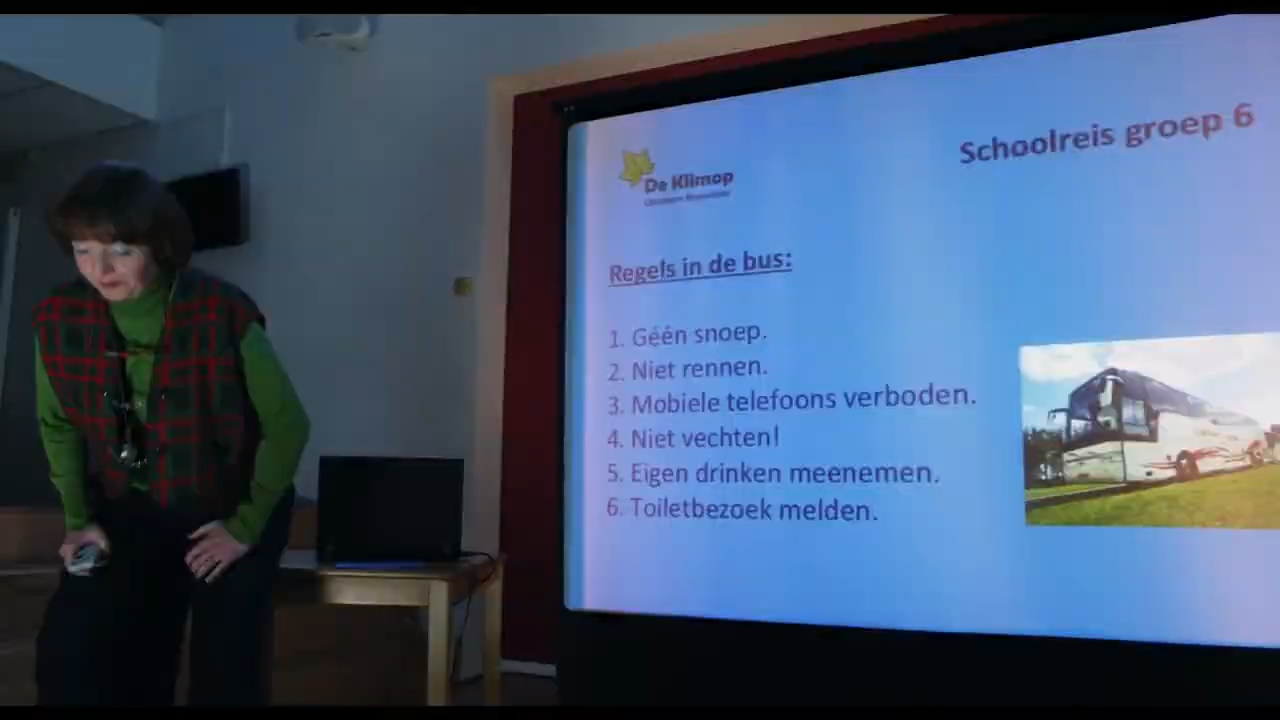 Schoolreis groep 6
De Klimop
Regels in de bus:
1. Géén snoep.
2. Niet rennen.
3. Mobiele telefoons verboden.
4. Niet vechten!
5. Eigen drinken meenemen.
6. Toiletbezoek melden.